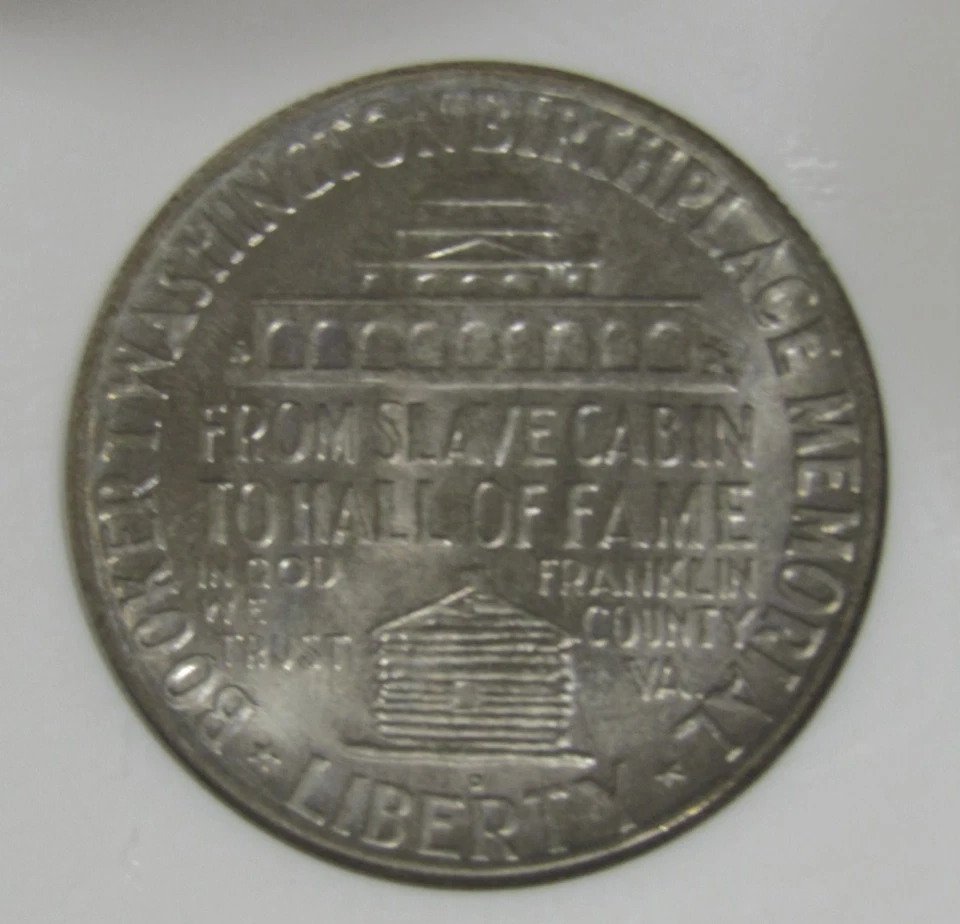 BOOKER T. WASHINGTON BIRTHPLACE MEMORIAL
FROM SLAVE CABIN
TO HALL OF FAME
IN GOD
WE
TRUST
FRANKLIN
COUNTY
VA.
D
LIBERTY